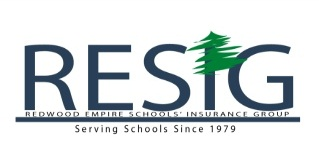 RESIG
REDWOOD EMPIRE SCHOOLS' INSURANCE GROUP
Serving Schools Since 1979